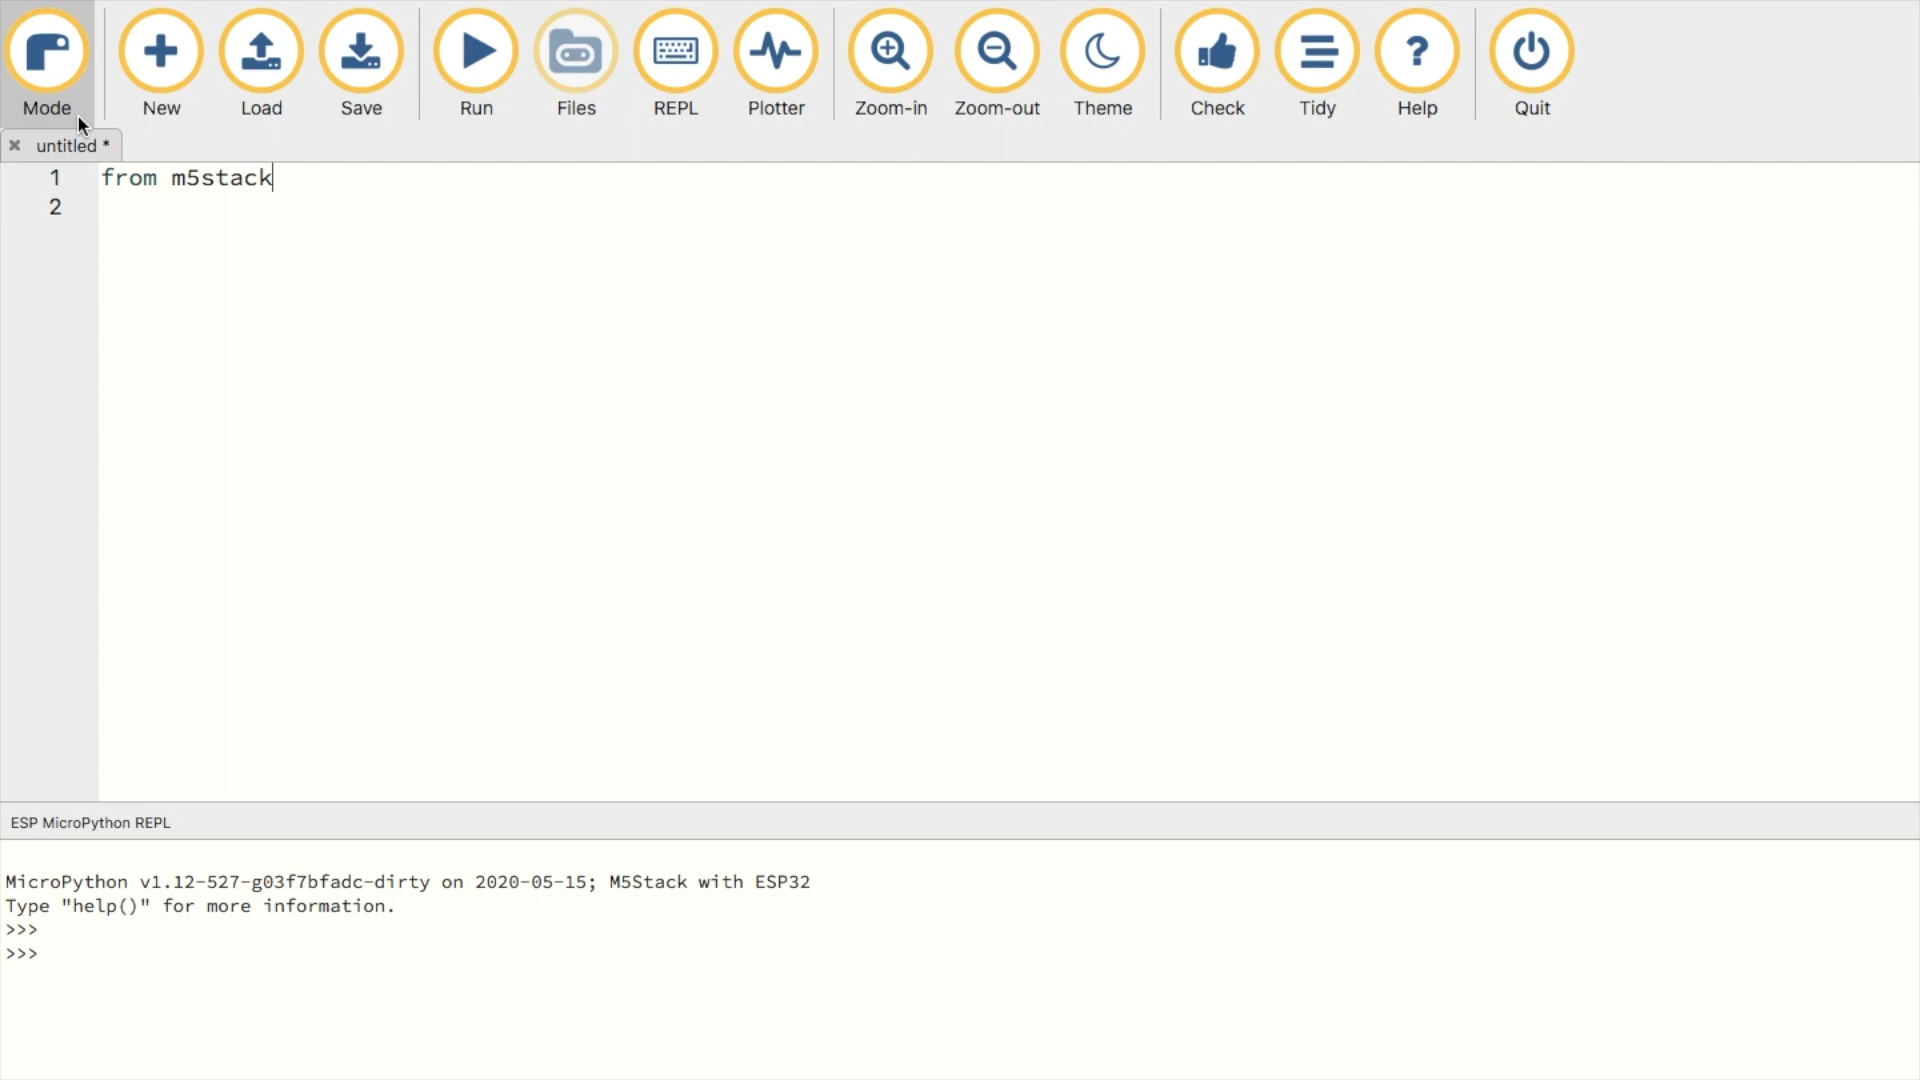 Mode New Load Save Run Files REPL Plotter Zoom-in Zoom-out Theme Check Tidy Help Quit
untitled *
1 from m5stack
2
ESP MicroPython REPL
MicroPython v1.12-527-g03f7bfadc-dirty on 2020-05-15; M5Stack with ESP32
Type "help()" for more information.
>>>
>>>